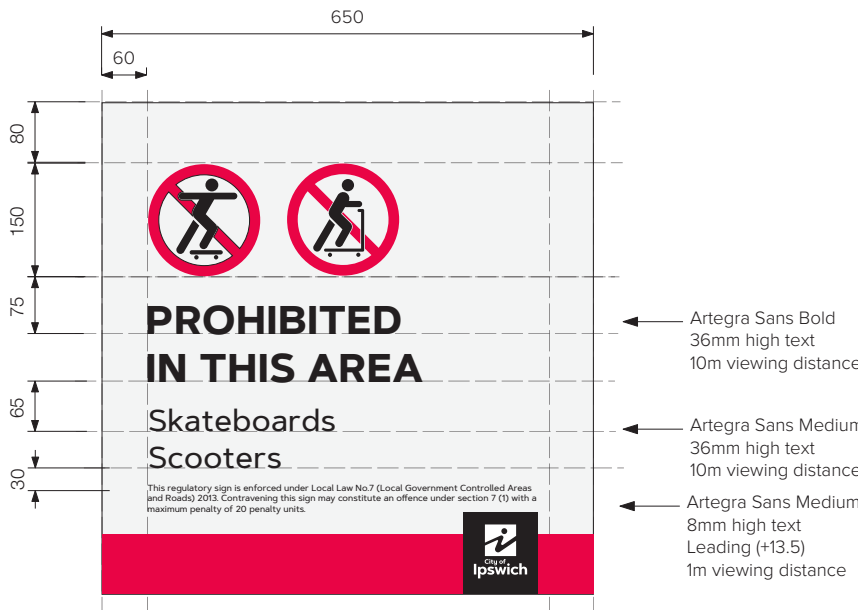 650
60
80
150
75
65
30
PROHIBITED
IN THIS AREA
Skateboards
Scooters
This regulatory sign is enforced under Local Law No.7 (Local Government Controlled Areas
and Roads) 2013. Contravening this sign may constitute an offence under section 7 (1) with a
maximum penalty of 20 penalty units.
City of
Ipswich
Artegra Sans Bold
36mm high text
10m viewing distance
Artegra Sans Medium
36mm high text
10m viewing distance
Artegra Sans Medium
8mm high text
Leading (+13.5)
1m viewing distance